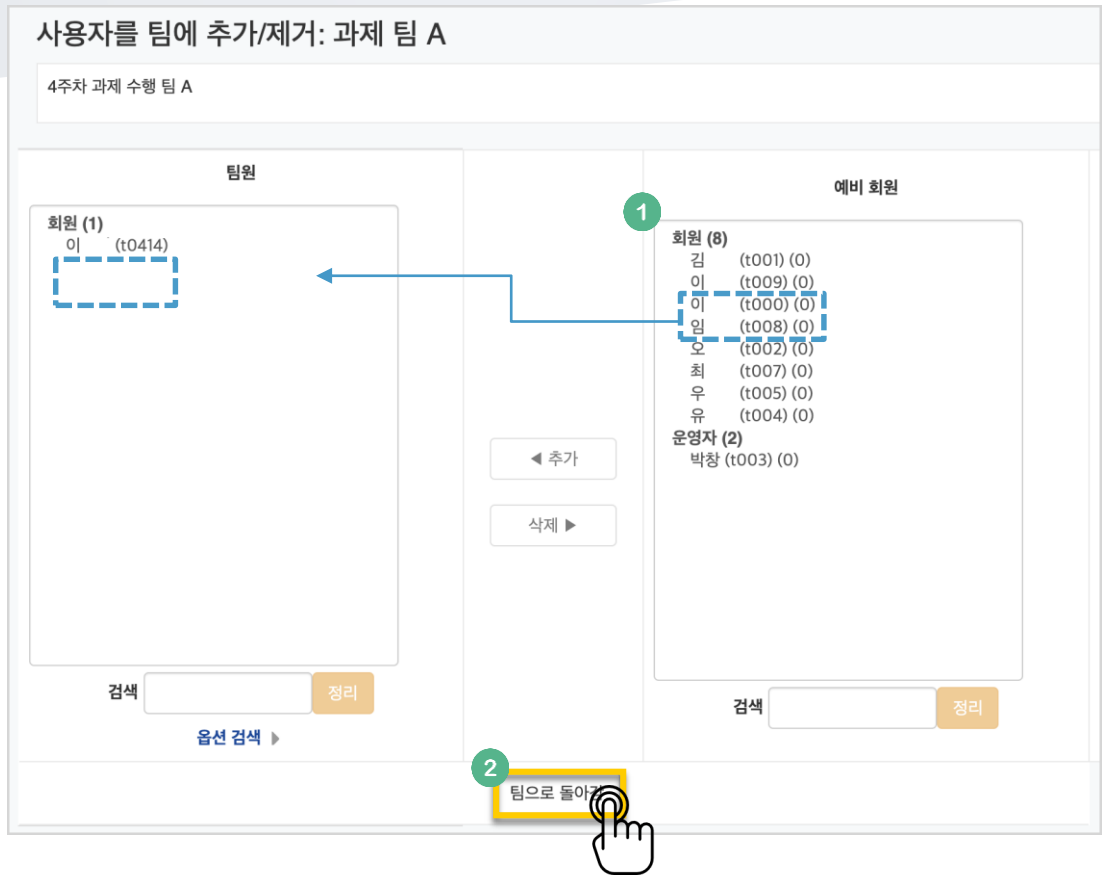 사용자를 팀에 추가/제거: 과제 팀 A
4주차 과제 수행 팀 A
팀원
회원 (1)
이 (t0414)
검색
정리
옵션 검색 ▶
◀ 추가
삭제 ▶
예비 회원
1
회원 (8)
김 (t001) (0)
이 (t009) (0)
이 (t000) (0)
임 (t008) (0)
오 (t002) (0)
최 (t007) (0)
우 (t005) (0)
유 (t004) (0)
운영자 (2)
박창 (t003) (0)
검색
정리
2
팀으로